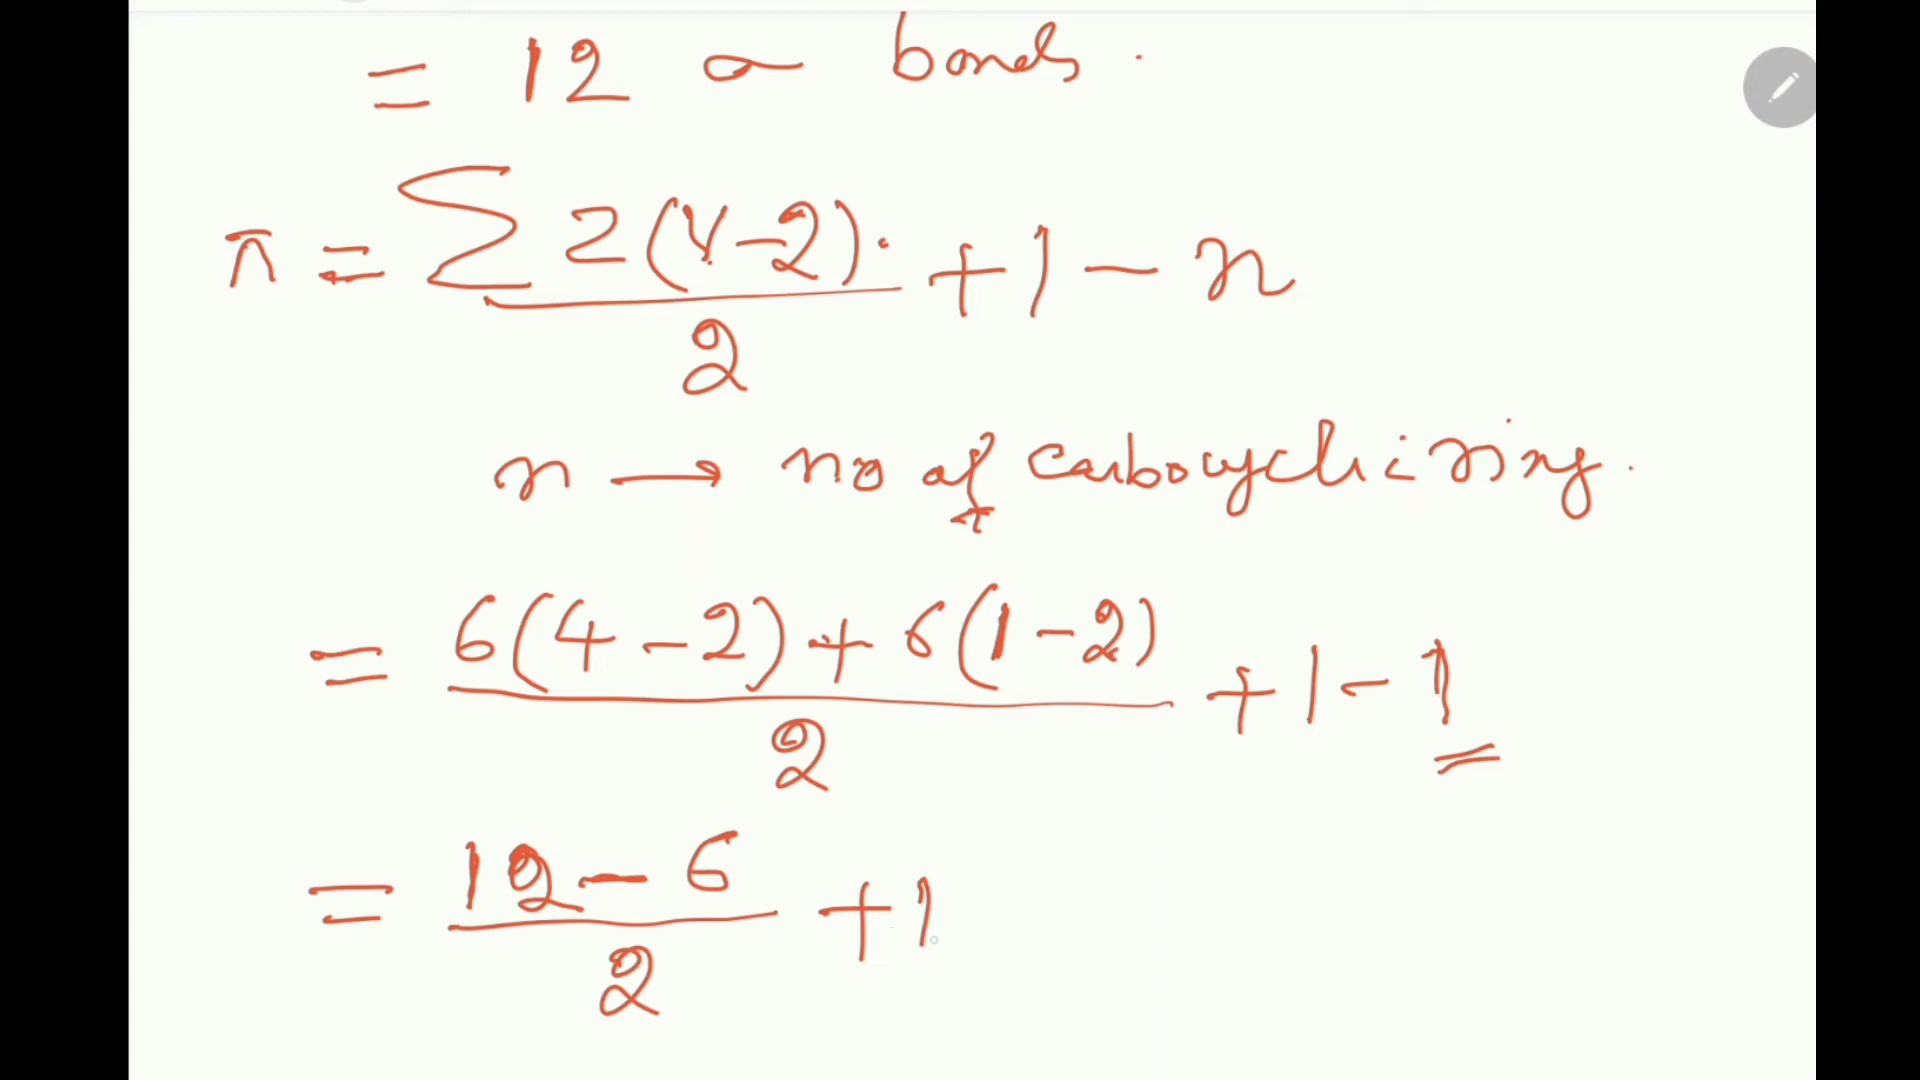 = 12 σ bonds.
π = ∑ Z(V-2). / 2 + 1 - n
n → no of carbocyclic ring.
= 6(4-2) + 6(1-2) / 2 + 1 - 1
= 12 - 6 / 2 + 1